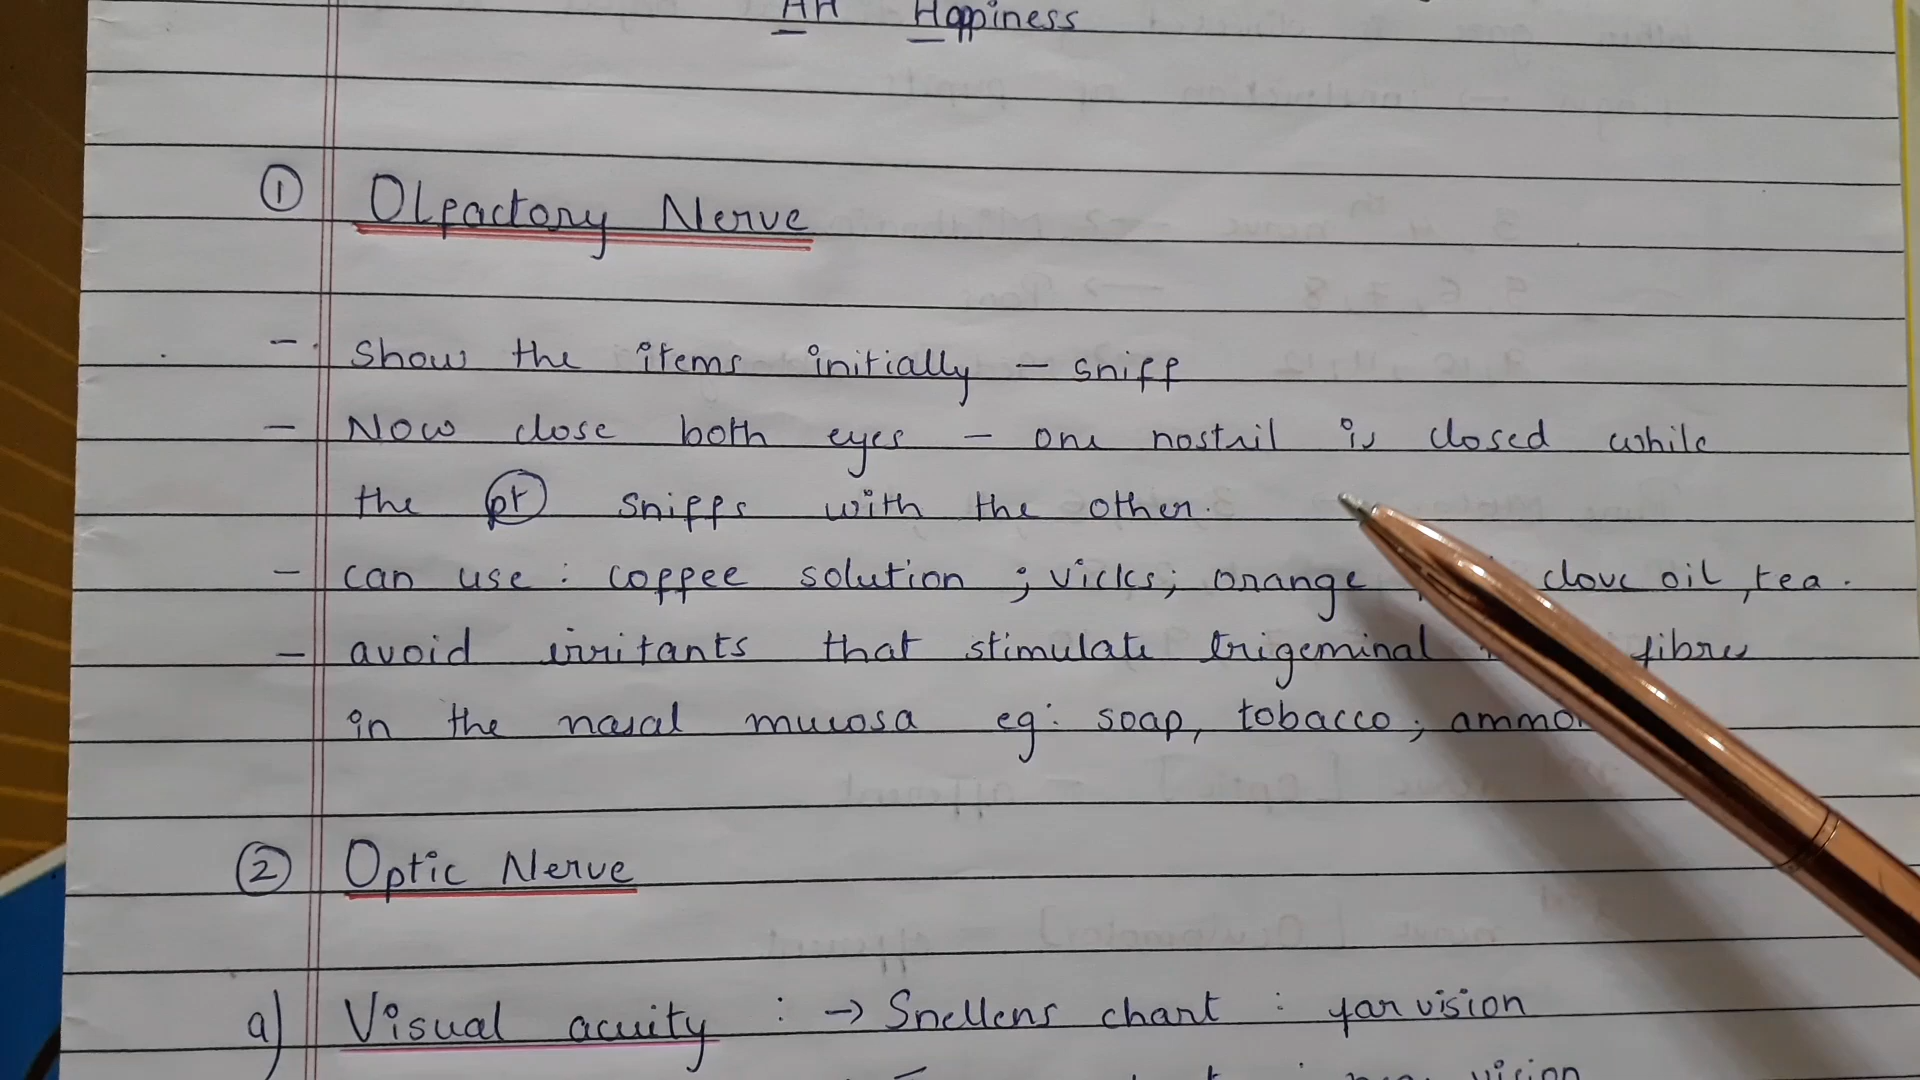 AH Happiness
① Olfactory Nerve
- show the items initially - sniff
- Now close both eyes - one nostril is closed while
the pt sniffs with the other.
- can use : coffee solution ; vicks; orange clove oil, tea.
- avoid irritants that stimulate trigeminal fibre
in the nasal mucosa eg: soap, tobacco,
② Optic Nerve
a) Visual acuity : → Snellens chart : far vision
vision